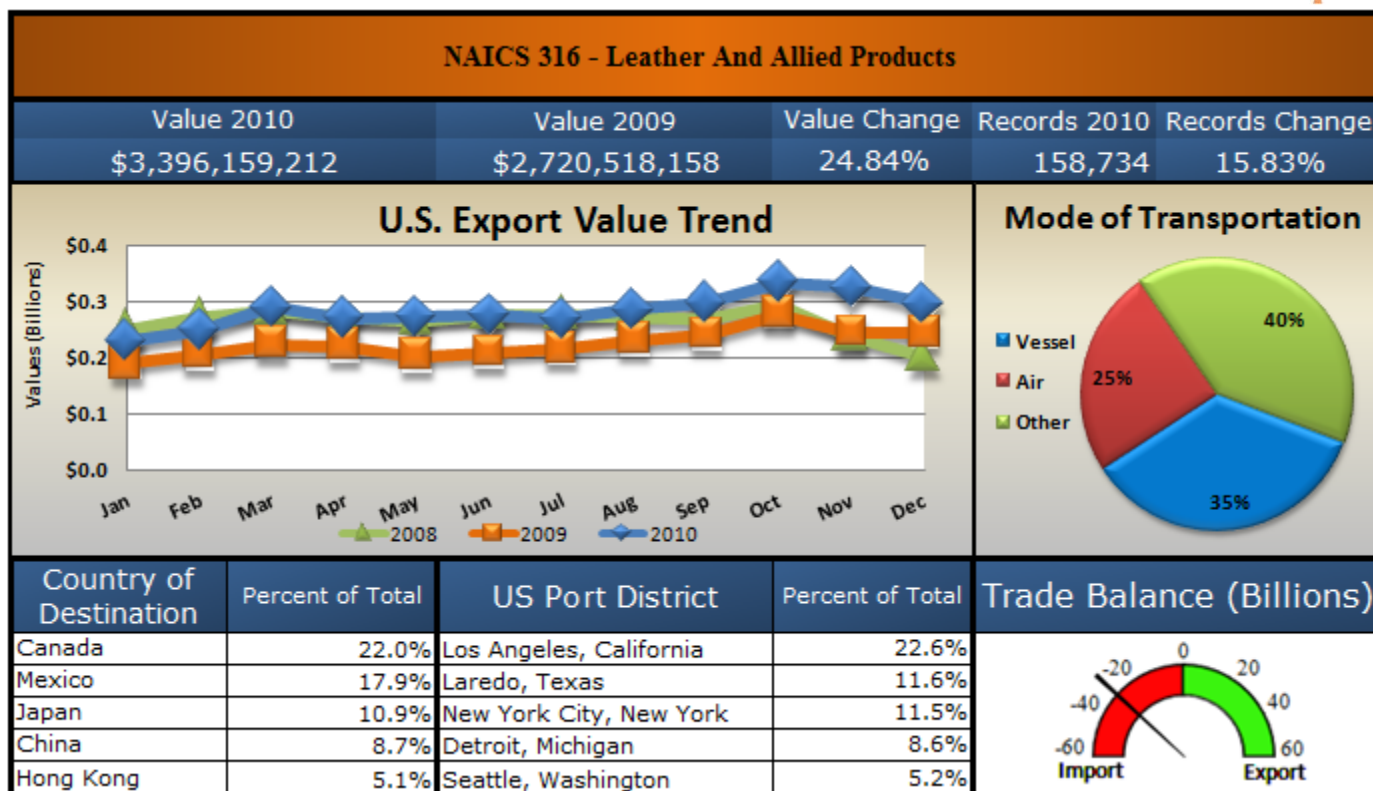 NAICS 316 - Leather And Allied Products
Value 2010 Value 2009 Value Change Records 2010 Records Change
$3,396,159,212 $2,720,518,158 24.84% 158,734 15.83%
U.S. Export Value Trend
Values (Billions)
$0.4
$0.3
$0.2
$0.1
$0.0
Jan Feb Mar Apr May Jun Jul Aug Sep Oct Nov Dec
2008 2009 2010
Mode of Transportation
Vessel
Air
Other
40%
25%
35%
Country of
Destination
Percent of Total US Port District Percent of Total
Canada 22.0% Los Angeles, California 22.6%
Mexico 17.9% Laredo, Texas 11.6%
Japan 10.9% New York City, New York 11.5%
China 8.7% Detroit, Michigan 8.6%
Hong Kong 5.1% Seattle, Washington 5.2%
Trade Balance (Billions)
0
-20 20
-40 40
-60 60
Import Export